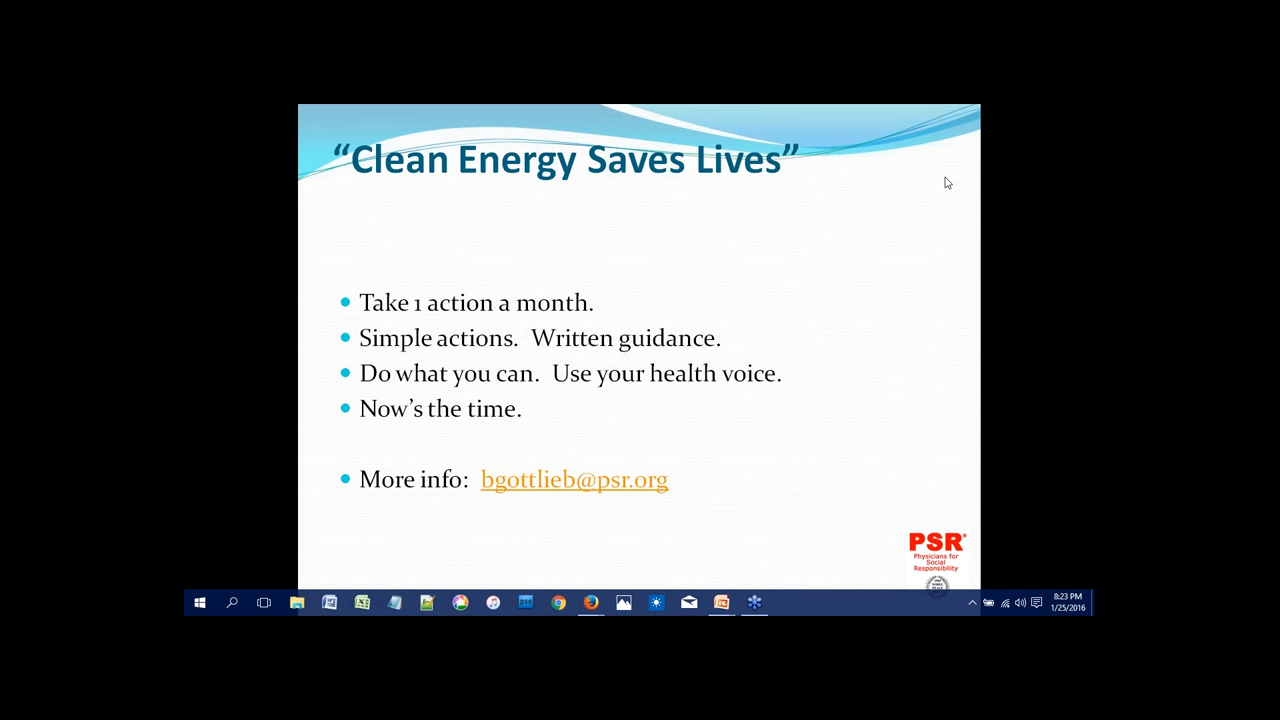 “Clean Energy Saves Lives”
Take 1 action a month.
Simple actions. Written guidance.
Do what you can. Use your health voice.
Now’s the time.
More info: bgottlieb@psr.org
PSR®
Physicians for
Social
Responsibility
8:23 PM
1/25/2016